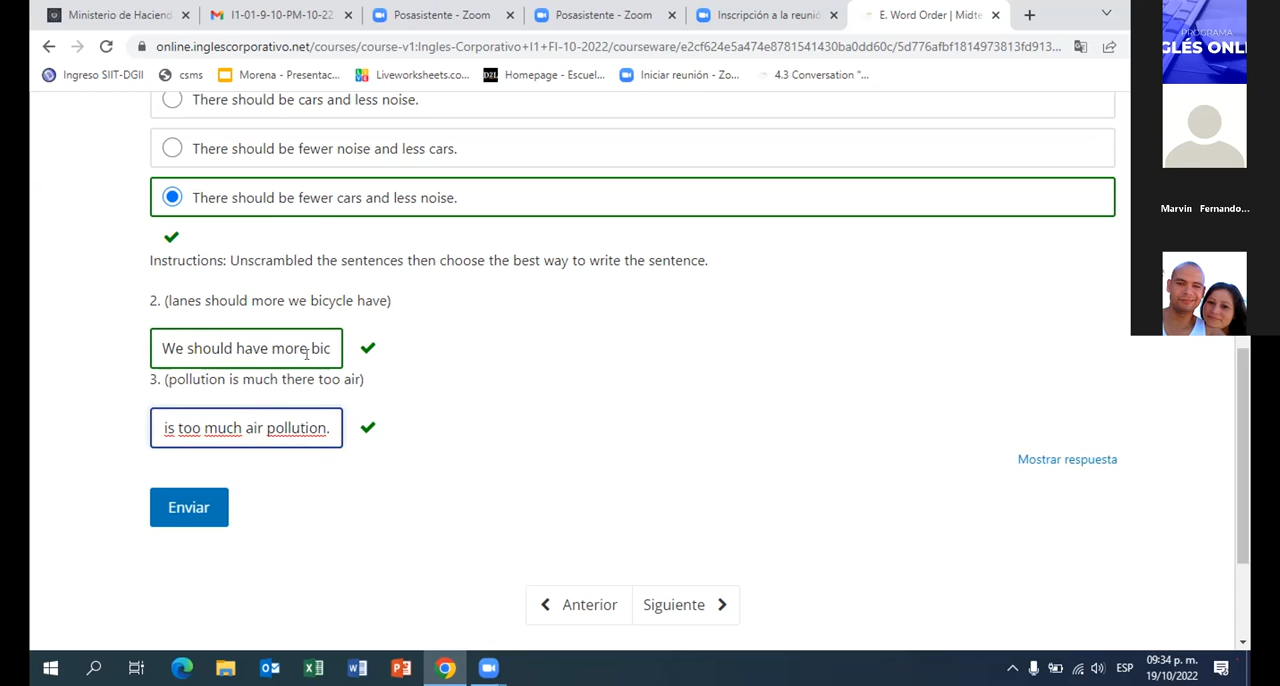 Ministerio de Haciend
I1-01-9-10-PM-10-22
Posasistente - Zoom
Posasistente - Zoom
Inscripción a la reunió
E. Word Order | Midte
online.inglescorporativo.net/courses/course-v1:Ingles-Corporativo+I1+FI-10-2022/courseware/e2cf624e5a474e8781541430ba0dd60c/5d776afbf1814973813fd913...
Ingreso SIIT-DGII
csms
Morena - Presentac...
Liveworksheets.co...
D2L
Homepage - Escuel...
Iniciar reunión - Zo...
4.3 Conversation "...
PROGRAMA
GLÉS ONL
There should be cars and less noise.
There should be fewer noise and less cars.
There should be fewer cars and less noise.
Marvin Fernando...
Instructions: Unscrambled the sentences then choose the best way to write the sentence.
2. (lanes should more we bicycle have)
We should have more bic
3. (pollution is much there too air)
is too much air pollution.
Mostrar respuesta
Enviar
Anterior
Siguiente
ESP
09:34 p. m.
19/10/2022